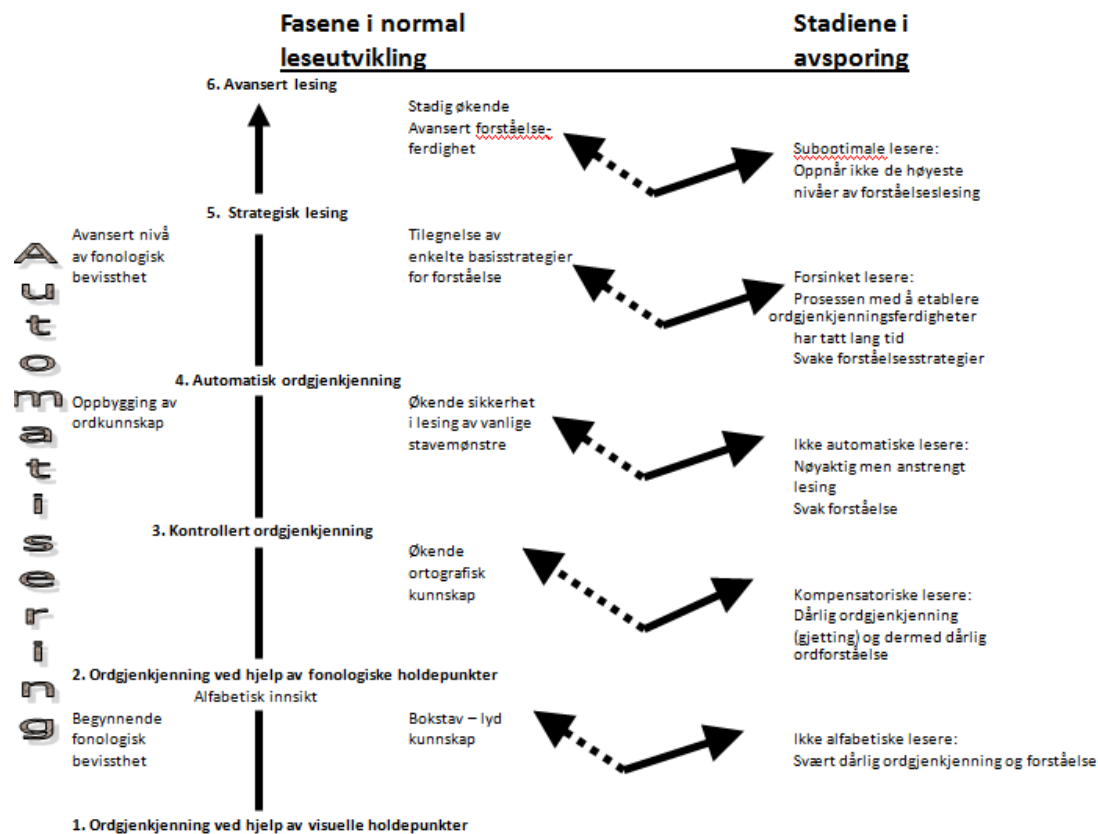 Fasene i normal
leseutvikling
Stadiene i
avsporing
6. Avansert lesing
Stadig økende
Avansert forståelse-
ferdighet
Suboptimale lesere:
Oppnår ikke de høyeste
nivåer av forståelseslesing
5. Strategisk lesing
Avansert nivå
av fonologisk
bevissthet
Tilegnelse av
enkelte basisstrategier
for forståelse
Forsinket lesere:
Prosessen med å etablere
ordgjenkjenningsferdigheter
har tatt lang tid
Svake forståelsesstrategier
4. Automatisk ordgjenkjenning
Oppbygging av
ordkunnskap
Økende sikkerhet
i lesing av vanlige
stavemønstre
Ikke automatiske lesere:
Nøyaktig men anstrengt
lesing
Svak forståelse
3. Kontrollert ordgjenkjenning
Økende
ortografisk
kunnskap
Kompensatoriske lesere:
Dårlig ordgjenkjenning
(gjetting) og dermed dårlig
ordforståelse
2. Ordgjenkjenning ved hjelp av fonologiske holdepunkter
Alfabetisk innsikt
Begynnende
fonologisk
bevissthet
Bokstav – lyd
kunnskap
Ikke alfabetiske lesere:
Svært dårlig ordgjenkjenning og forståelse
1. Ordgjenkjenning ved hjelp av visuelle holdepunkter
Automatisering